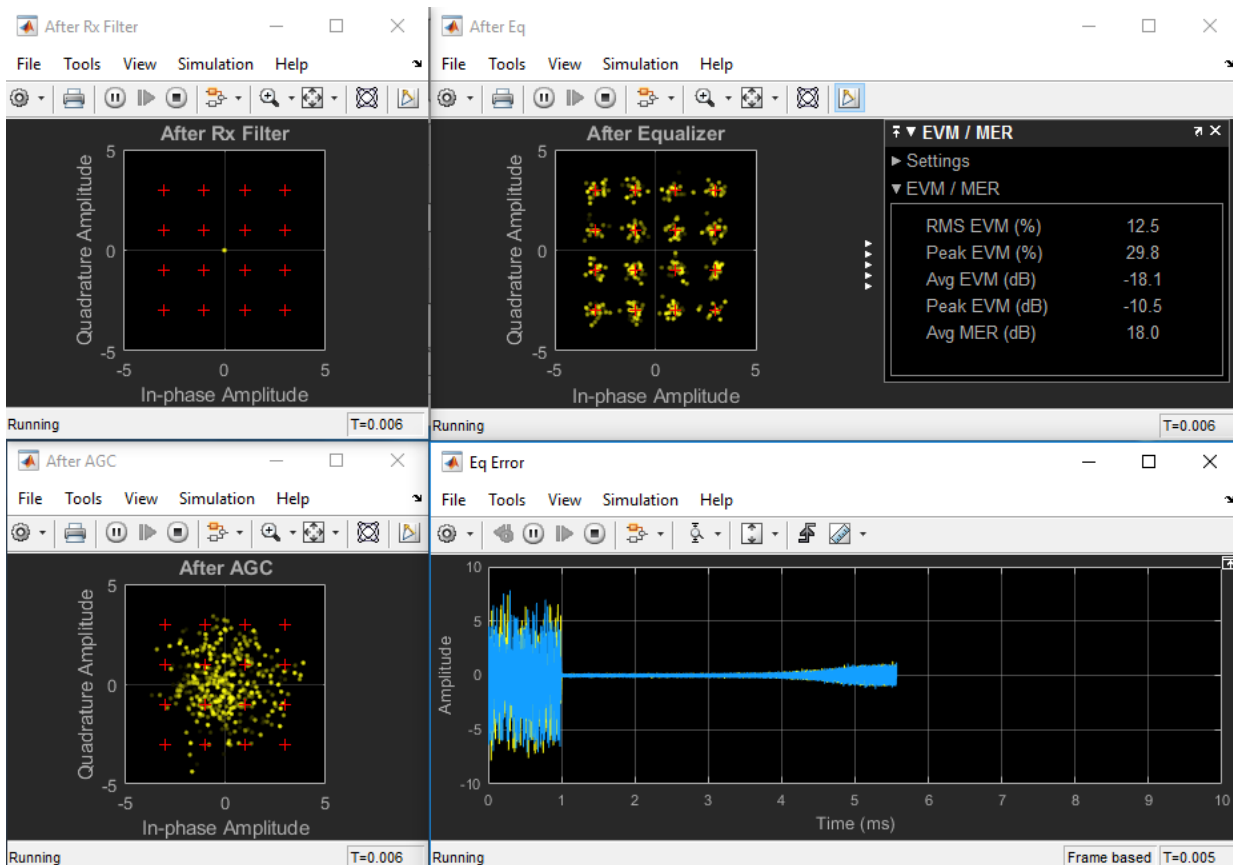 After Rx Filter
File Tools View Simulation Help
After Rx Filter
Quadrature Amplitude
5
0
-5
-5 0 5
In-phase Amplitude
Running T=0.006
After Eq
File Tools View Simulation Help
After Equalizer
Quadrature Amplitude
5
0
-5
-5 0 5
In-phase Amplitude
EVM / MER
Settings
EVM / MER
RMS EVM (%) 12.5
Peak EVM (%) 29.8
Avg EVM (dB) -18.1
Peak EVM (dB) -10.5
Avg MER (dB) 18.0
Running T=0.006
After AGC
File Tools View Simulation Help
After AGC
Quadrature Amplitude
5
0
-5
-5 0 5
In-phase Amplitude
Running T=0.006
Eq Error
File Tools View Simulation Help
Amplitude
10
5
0
-5
-10
0 1 2 3 4 5 6 7 8 9 10
Time (ms)
Running Frame based T=0.005